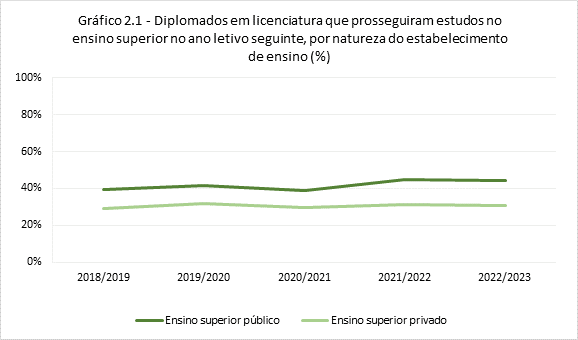 Gráfico 2.1 - Diplomados em licenciatura que prosseguiram estudos no
ensino superior no ano letivo seguinte, por natureza do estabelecimento
de ensino (%)
100%
80%
60%
40%
20%
0%
2018/2019 2019/2020 2020/2021 2021/2022 2022/2023
Ensino superior público Ensino superior privado